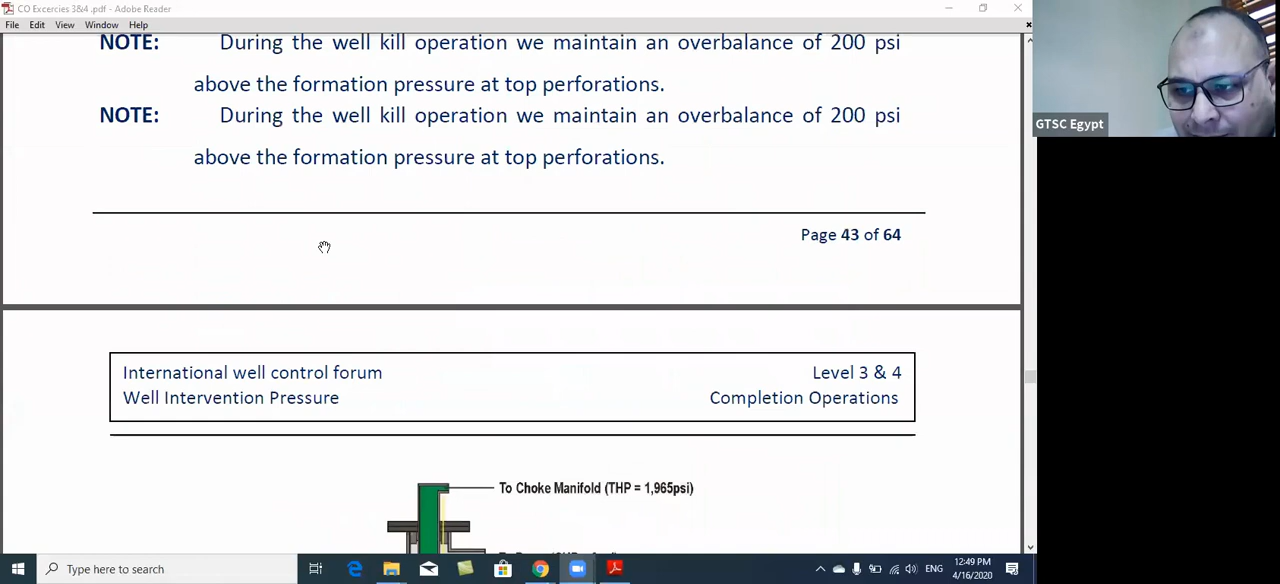 CO Excercies 3&4 .pdf - Adobe Reader
File Edit View Window Help
NOTE: During the well kill operation we maintain an overbalance of 200 psi
above the formation pressure at top perforations.
NOTE: During the well kill operation we maintain an overbalance of 200 psi
above the formation pressure at top perforations.
GTSC Egypt
Page 43 of 64
International well control forum Level 3 & 4
Well Intervention Pressure Completion Operations
To Choke Manifold (THP = 1,965psi)
Type here to search
ENG
12:49 PM
4/16/2020